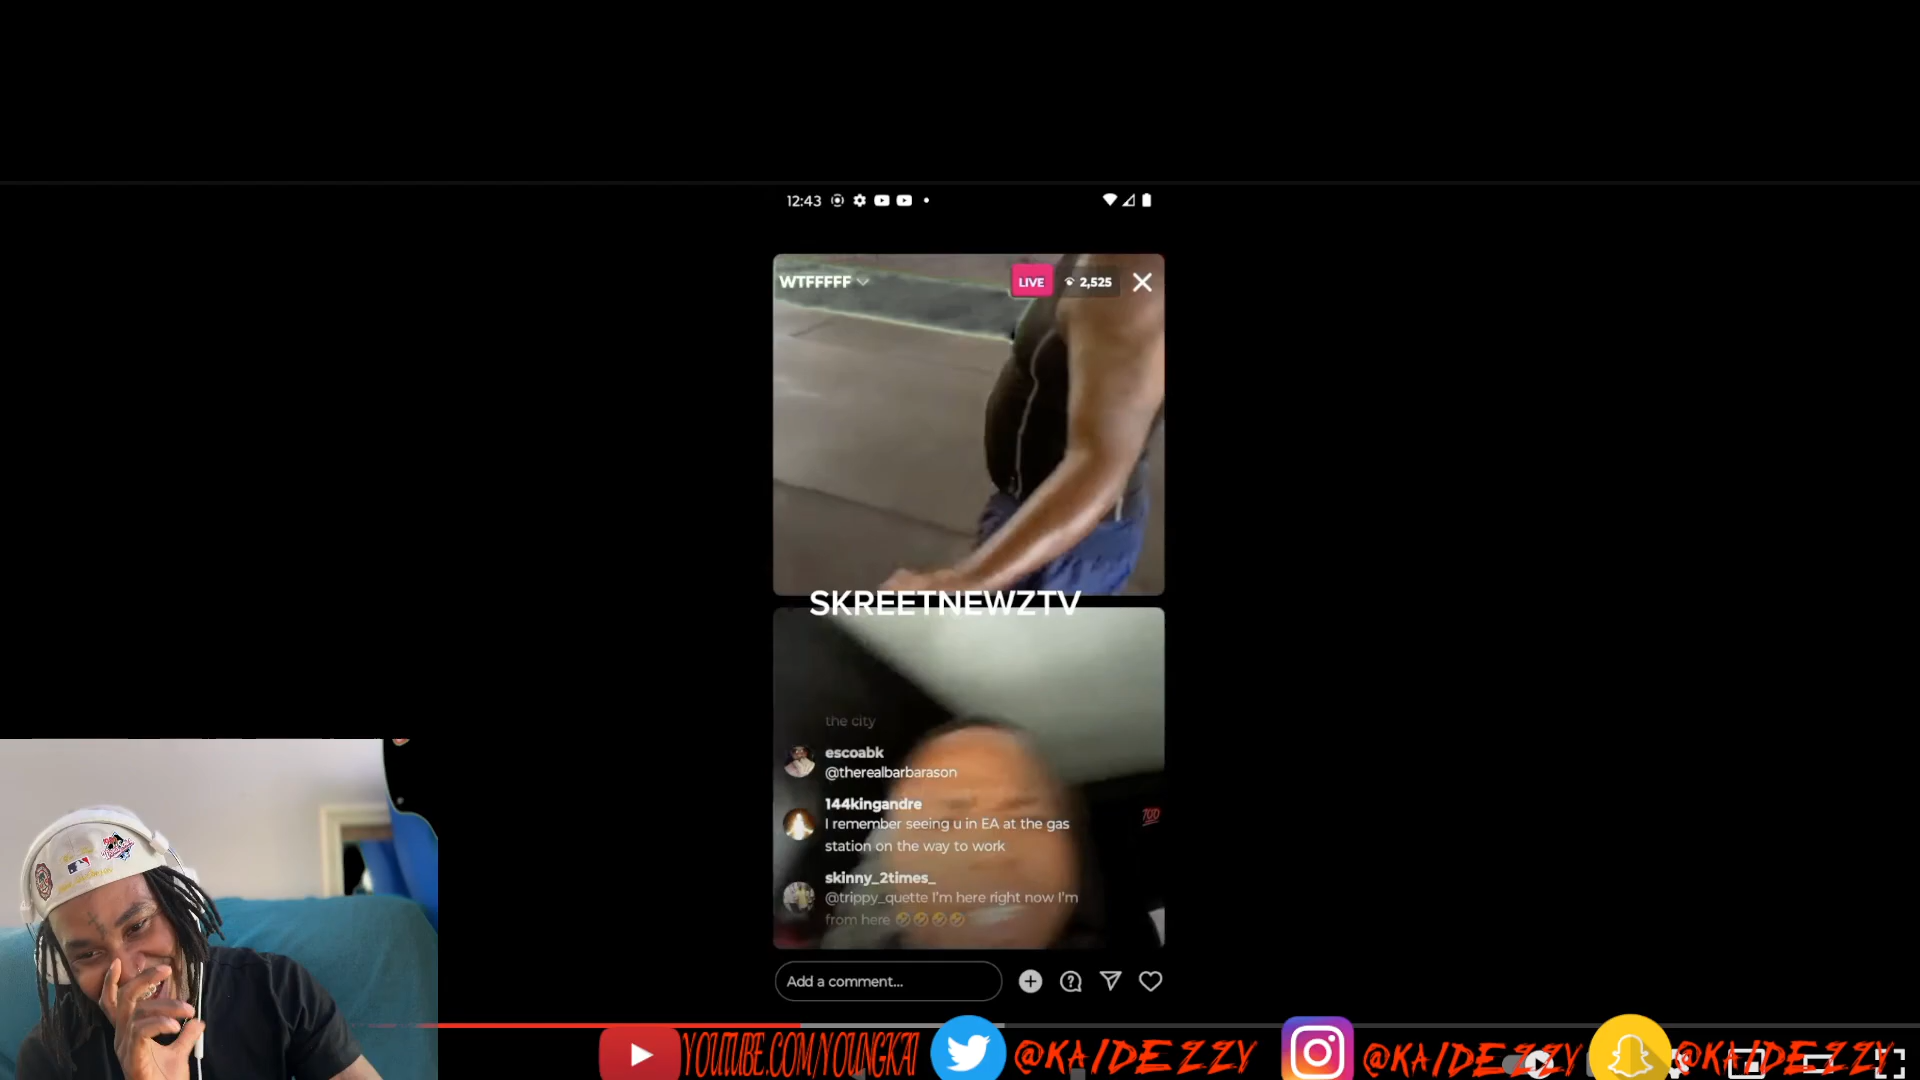 12:43
WTFFFFF
LIVE
2,525
SKREETNEWZTV
the city
escoabk
@therealbarbarason
144kingandre
I remember seeing u in EA at the gas
station on the way to work
100
skinny_2times_
@trippy_quette I'm here right now I'm
from here 🤣🤣🤣🤣
Add a comment...
YOUTUBE.COM/YOUNGKAI
@KAIDEZZY
@KAIDEZZY
@KAIDEZZY